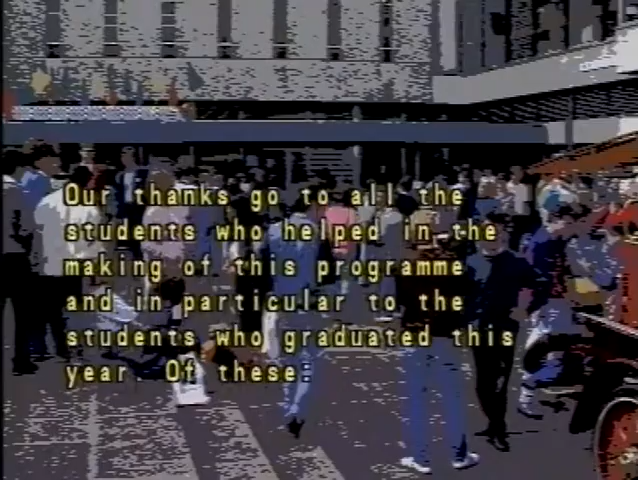 Our thanks go to all the
students who helped in the
making of this programme
and in particular to the
students who graduated this
year. Of these: